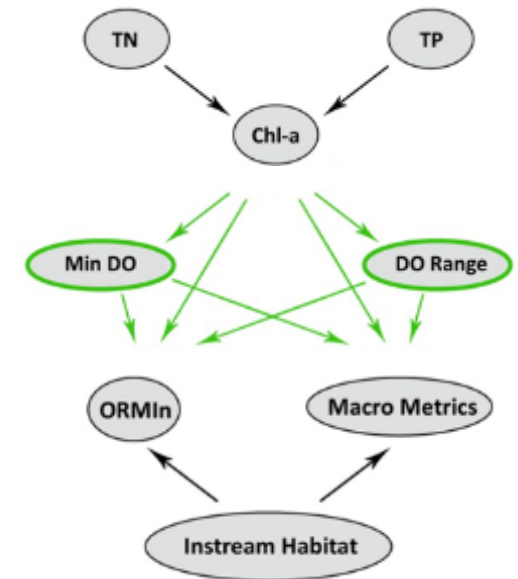 TN
TP
Chl-a
Min DO
DO Range
ORMIn
Macro Metrics
Instream Habitat